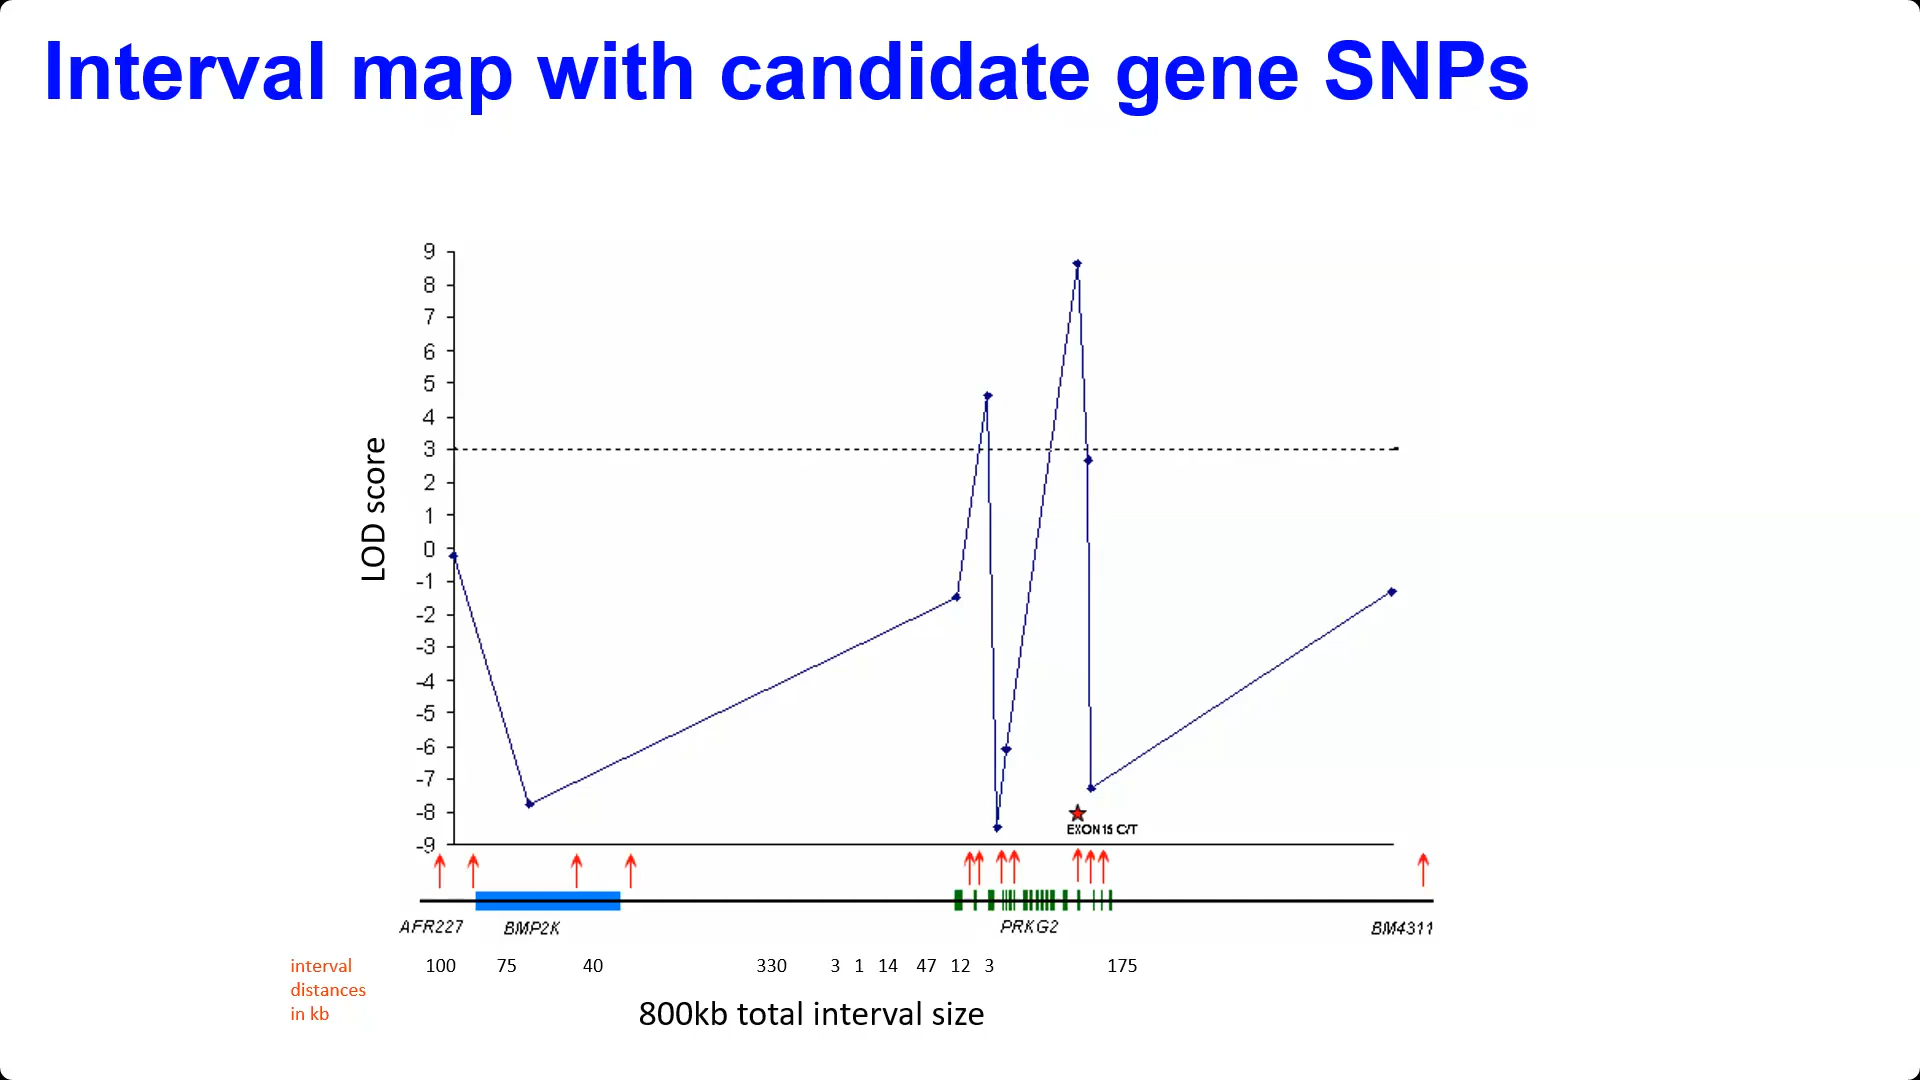 Interval map with candidate gene SNPs
9
8
7
6
5
4
3
2
1
0
-1
-2
-3
-4
-5
-6
-7
-8
-9
LOD score
EXON 15 C/T
AFR227 BMP2K PRKG2 BM4311
interval distances in kb
100 75 40 330 3 1 14 47 12 3 175
800kb total interval size